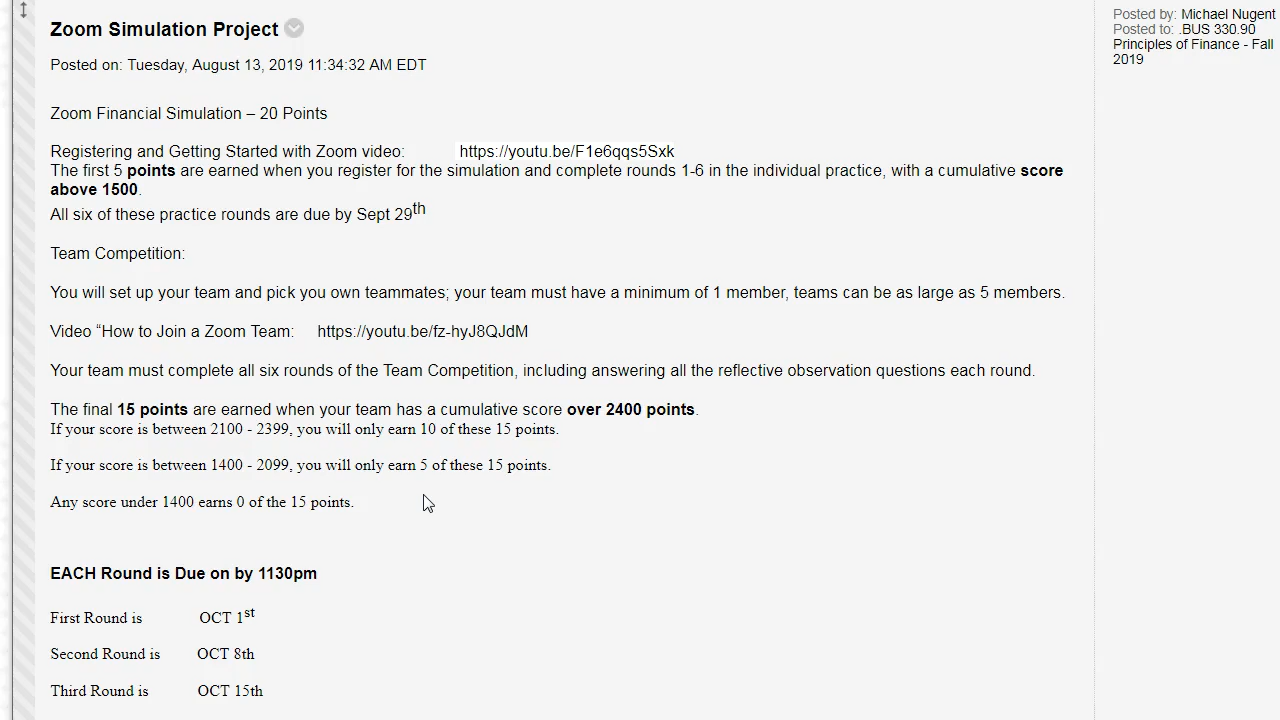 Zoom Simulation Project
Posted on: Tuesday, August 13, 2019 11:34:32 AM EDT
Zoom Financial Simulation – 20 Points
Registering and Getting Started with Zoom video: https://youtu.be/F1e6qqs5Sxk
The first 5 points are earned when you register for the simulation and complete rounds 1-6 in the individual practice, with a cumulative score
above 1500.
All six of these practice rounds are due by Sept 29th
Team Competition:
You will set up your team and pick you own teammates; your team must have a minimum of 1 member, teams can be as large as 5 members.
Video “How to Join a Zoom Team: https://youtu.be/fz-hyJ8QJdM
Your team must complete all six rounds of the Team Competition, including answering all the reflective observation questions each round.
The final 15 points are earned when your team has a cumulative score over 2400 points.
If your score is between 2100 - 2399, you will only earn 10 of these 15 points.
If your score is between 1400 - 2099, you will only earn 5 of these 15 points.
Any score under 1400 earns 0 of the 15 points.
EACH Round is Due on by 1130pm
First Round is OCT 1st
Second Round is OCT 8th
Third Round is OCT 15th
Posted by: Michael Nugent
Posted to: .BUS 330.90
Principles of Finance - Fall
2019